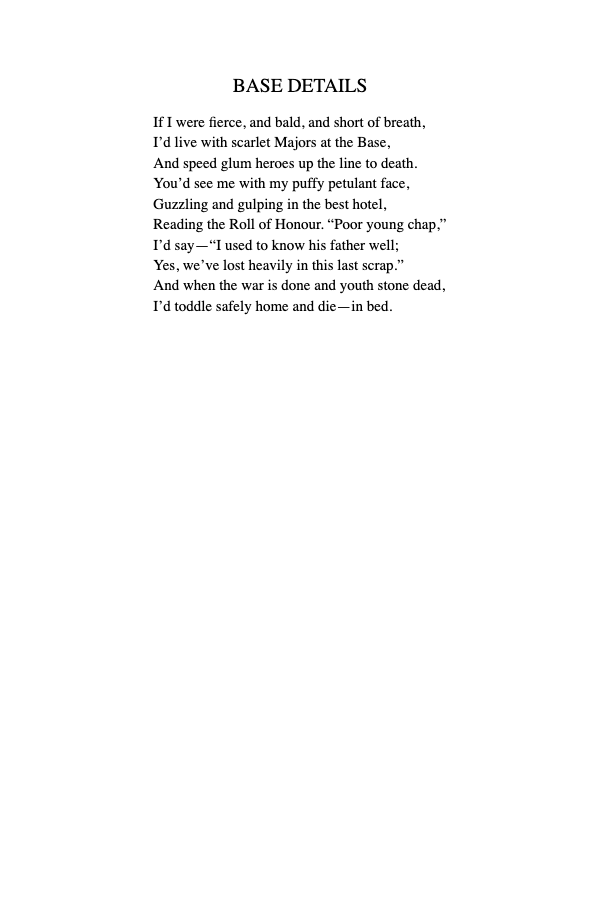 BASE DETAILS
If I were fierce, and bald, and short of breath,
I’d live with scarlet Majors at the Base,
And speed glum heroes up the line to death.
You’d see me with my puffy petulant face,
Guzzling and gulping in the best hotel,
Reading the Roll of Honour. “Poor young chap,”
I’d say—“I used to know his father well;
Yes, we’ve lost heavily in this last scrap.”
And when the war is done and youth stone dead,
I’d toddle safely home and die—in bed.